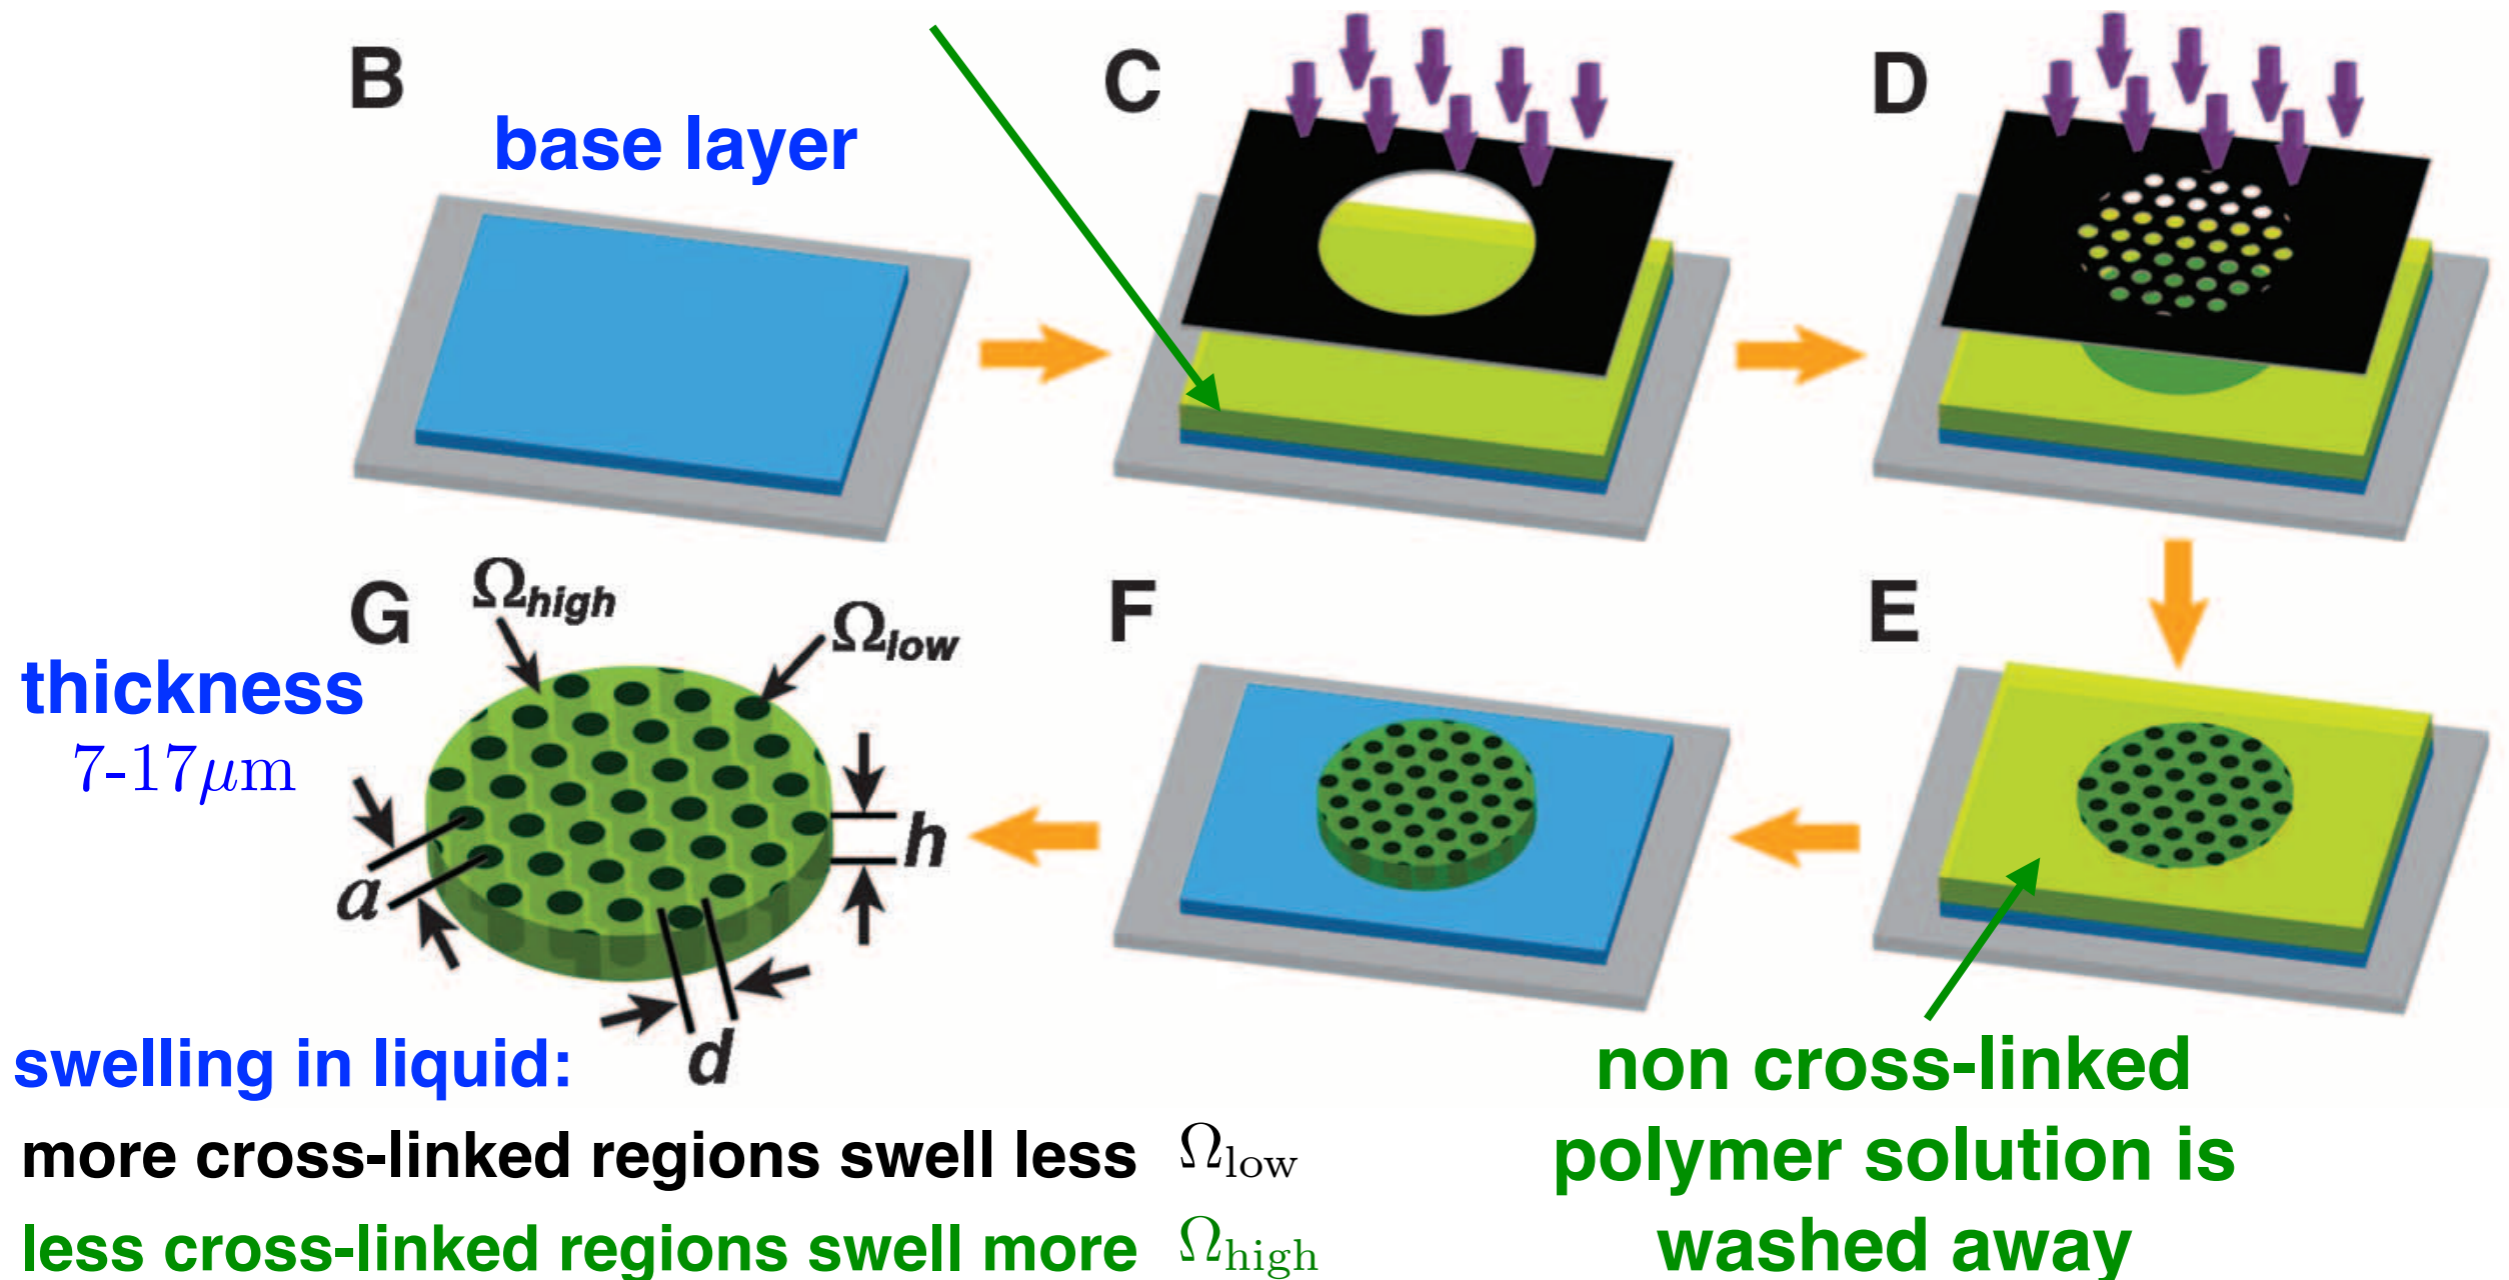 B
base layer
C
D
G
Ωhigh
Ωlow
F
E
thickness
7-17μm
h
a
d
swelling in liquid:
more cross-linked regions swell less Ωlow
less cross-linked regions swell more Ωhigh
non cross-linked
polymer solution is
washed away